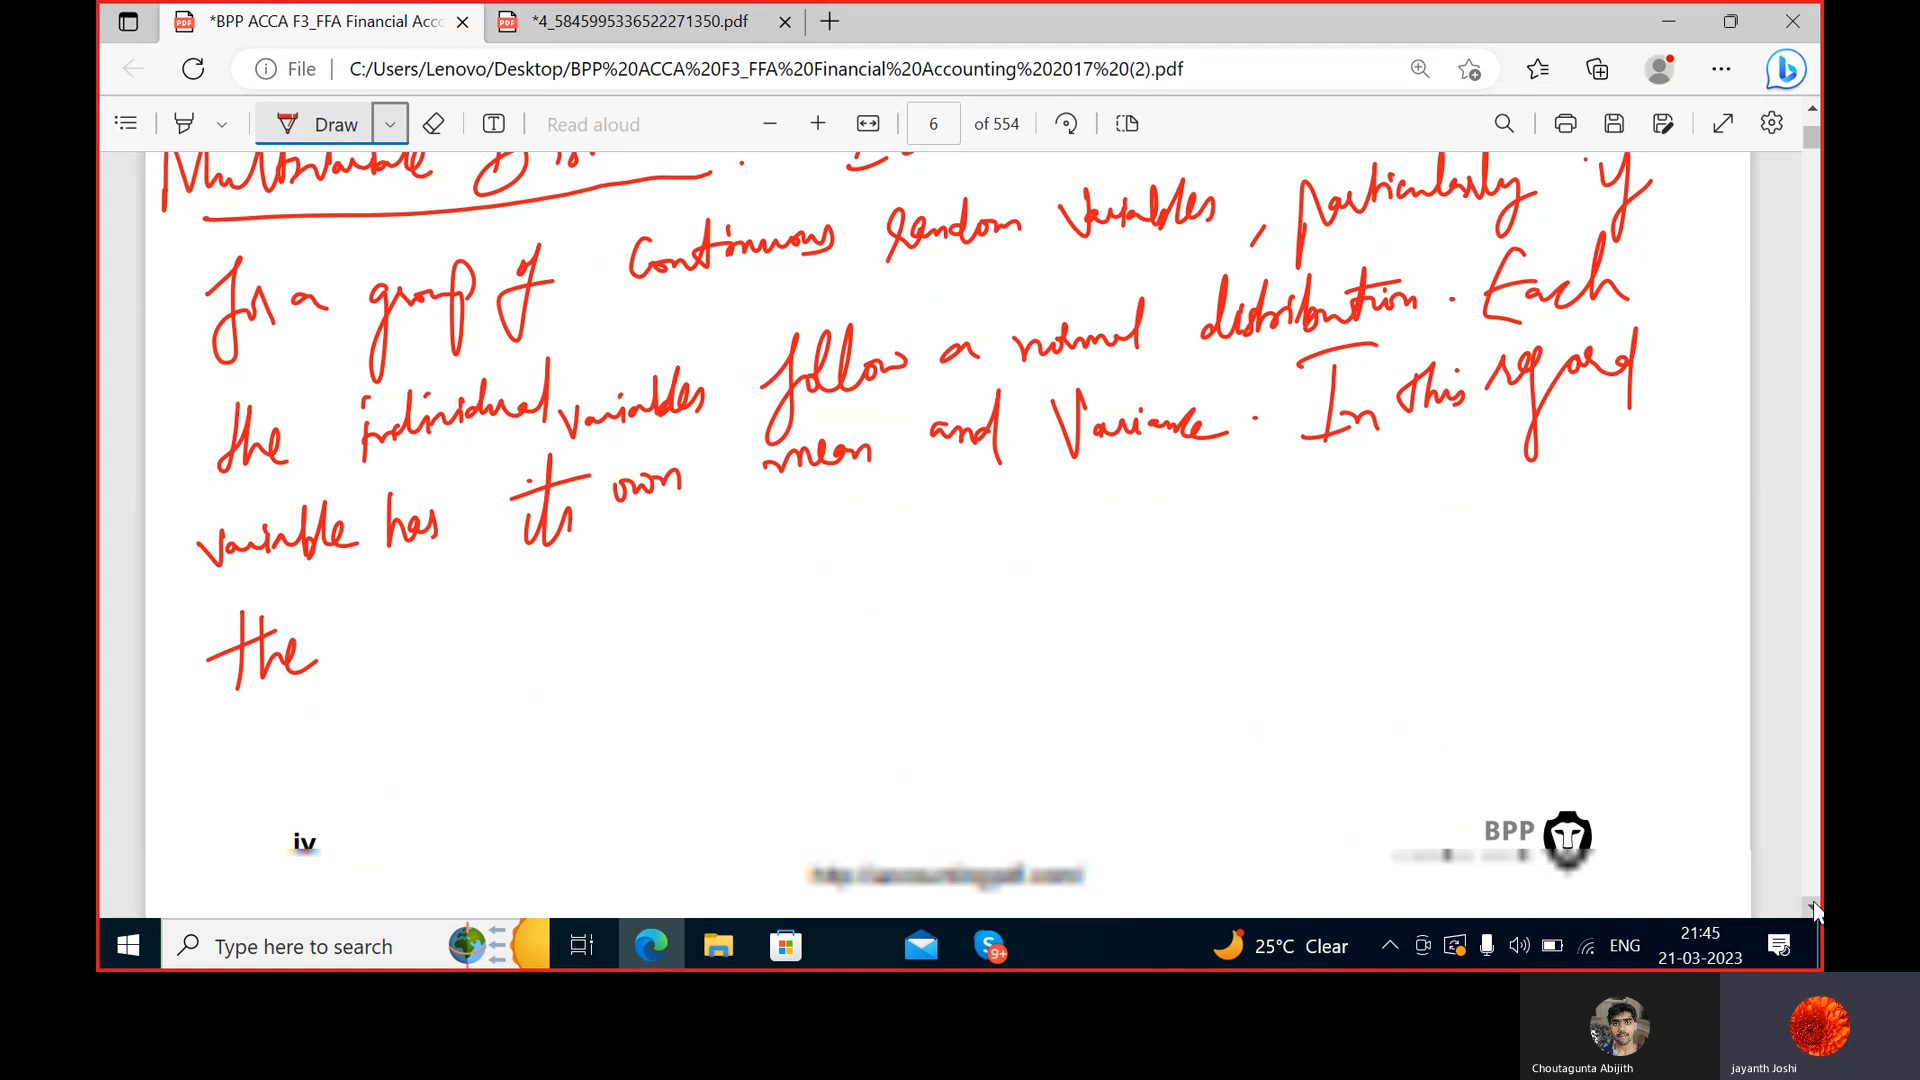 *BPP ACCA F3_FFA Financial Acc
*4_5845995336522271350.pdf
File
C:/Users/Lenovo/Desktop/BPP%20ACCA%20F3_FFA%20Financial%20Accounting%202017%20(2).pdf
Draw
Read aloud
6 of 554
Multivariate
for a group of continuous random variables, particularly if
the individual variables follow a normal distribution. Each
variable has its own mean and variance. In this regard
the
iv
BPP
Type here to search
9+
25°C Clear
ENG
21:45
21-03-2023
Choutagunta Abijith
jayanth Joshi